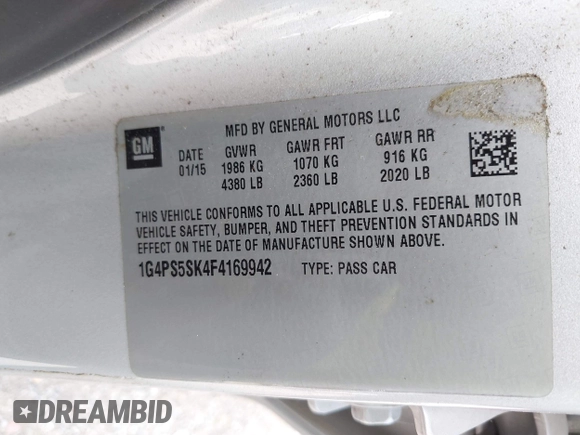 MFD BY GENERAL MOTORS LLC
GM
DATE GVWR GAWR FRT GAWR RR
01/15 1986 KG 1070 KG 916 KG
4380 LB 2360 LB 2020 LB
THIS VEHICLE CONFORMS TO ALL APPLICABLE U.S. FEDERAL MOTOR
VEHICLE SAFETY, BUMPER, AND THEFT PREVENTION STANDARDS IN
EFFECT ON THE DATE OF MANUFACTURE SHOWN ABOVE.
1G4PS5SK4F4169942 TYPE: PASS CAR
DREAMBID